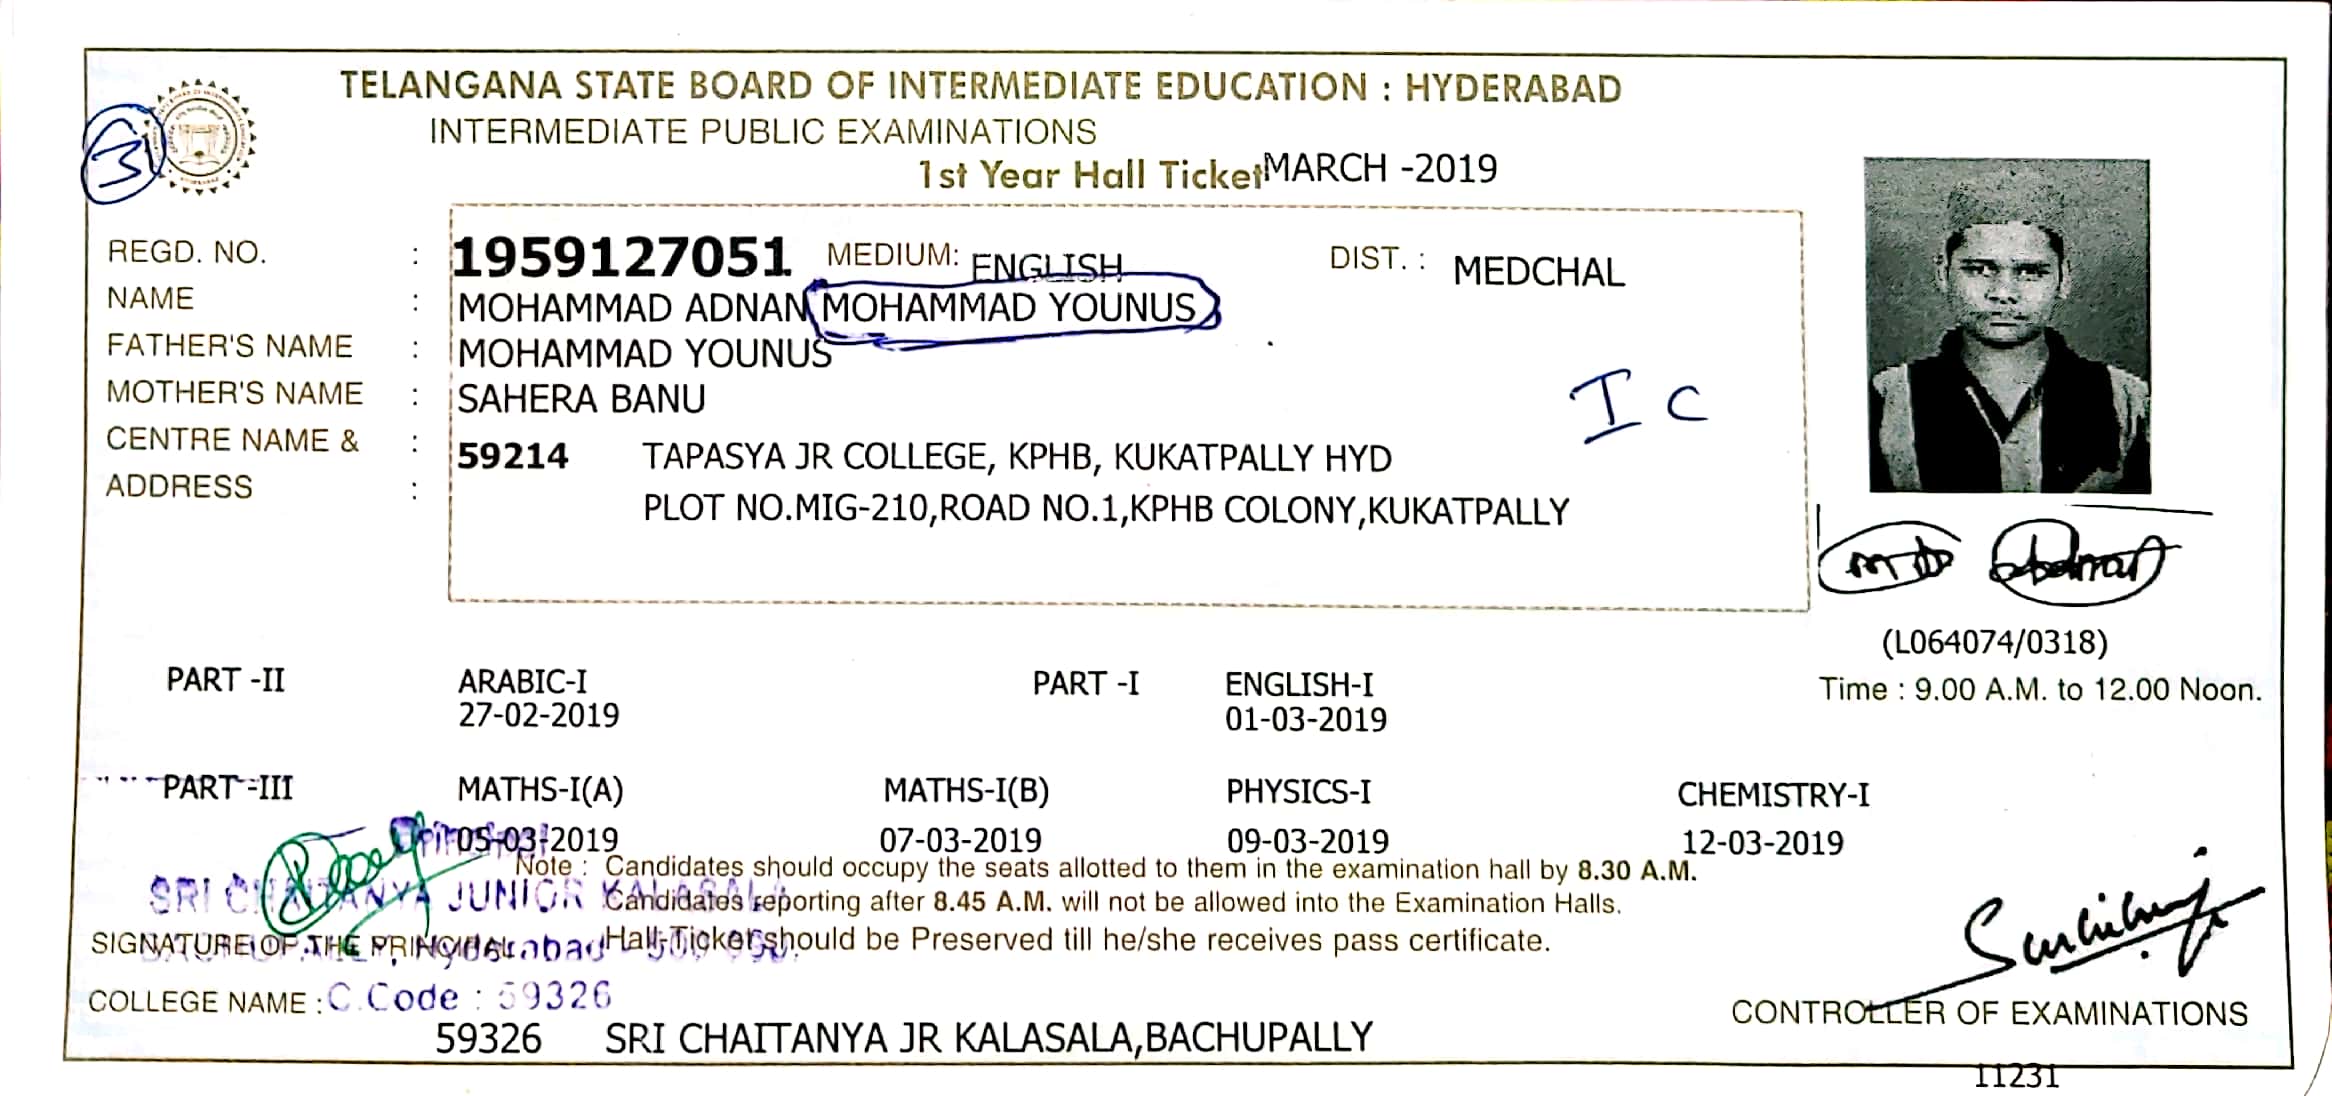 TELANGANA STATE BOARD OF INTERMEDIATE EDUCATION : HYDERABAD
INTERMEDIATE PUBLIC EXAMINATIONS
1st Year Hall Ticket MARCH -2019
31
REGD. NO. : 1959127051 MEDIUM: ENGLISH DIST. : MEDCHAL
NAME : MOHAMMAD ADNAN MOHAMMAD YOUNUS
FATHER'S NAME : MOHAMMAD YOUNUS
MOTHER'S NAME : SAHERA BANU
I C
CENTRE NAME & : 59214 TAPASYA JR COLLEGE, KPHB, KUKATPALLY HYD
ADDRESS : PLOT NO.MIG-210,ROAD NO.1,KPHB COLONY,KUKATPALLY
MD Adnan
(L064074/0318)
Time : 9.00 A.M. to 12.00 Noon.
PART -II ARABIC-I PART -I ENGLISH-I
27-02-2019 01-03-2019
PART -III MATHS-I(A) MATHS-I(B) PHYSICS-I CHEMISTRY-I
05-03-2019 07-03-2019 09-03-2019 12-03-2019
Note : Candidates should occupy the seats allotted to them in the examination hall by 8.30 A.M.
Candidates reporting after 8.45 A.M. will not be allowed into the Examination Halls.
Hall-Ticket should be Preserved till he/she receives pass certificate.
Principal
SRI CHAITANYA JUNIOR KALASALA
SIGNATURE OF THE PRINCIPAL
COLLEGE NAME : C.Code : 59326
59326 SRI CHAITANYA JR KALASALA,BACHUPALLY
CONTROLLER OF EXAMINATIONS
11231